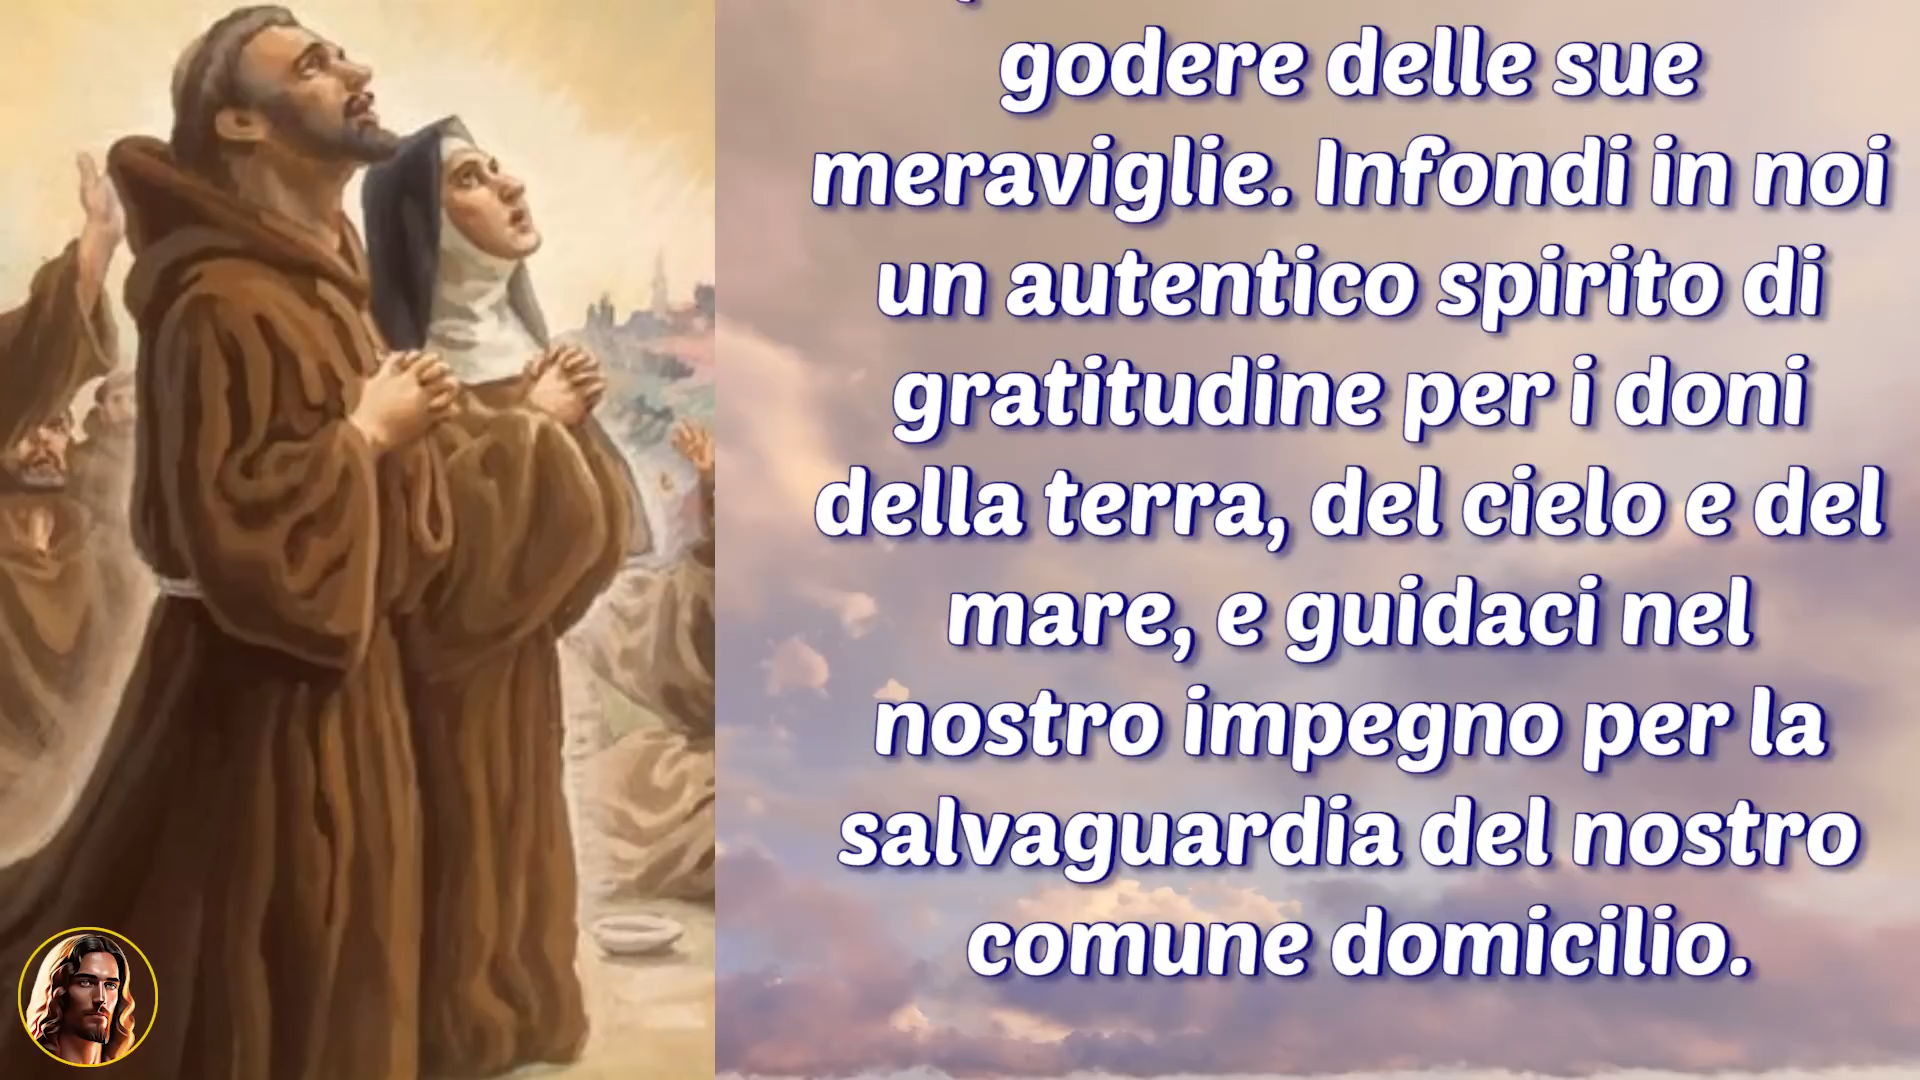 godere delle sue
meraviglie. Infondi in noi
un autentico spirito di
gratitudine per i doni
della terra, del cielo e del
mare, e guidaci nel
nostro impegno per la
salvaguardia del nostro
comune domicilio.